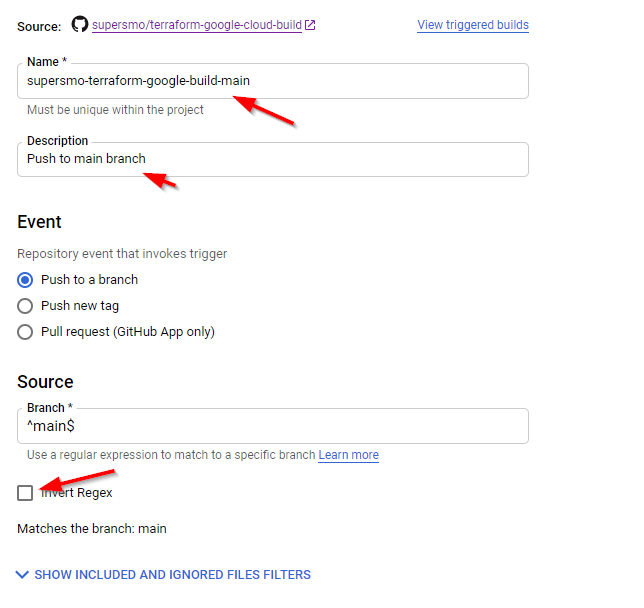 Source: supersmo/terraform-google-cloud-build View triggered builds
Name *
supersmo-terraform-google-build-main
Must be unique within the project
Description
Push to main branch
Event
Repository event that invokes trigger
Push to a branch
Push new tag
Pull request (GitHub App only)
Source
Branch *
^main$
Use a regular expression to match to a specific branch Learn more
Invert Regex
Matches the branch: main
SHOW INCLUDED AND IGNORED FILES FILTERS